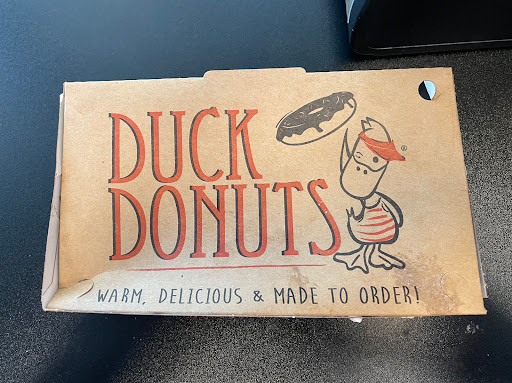 DUCK
DONUTS
®
WARM, DELICIOUS & MADE TO ORDER!